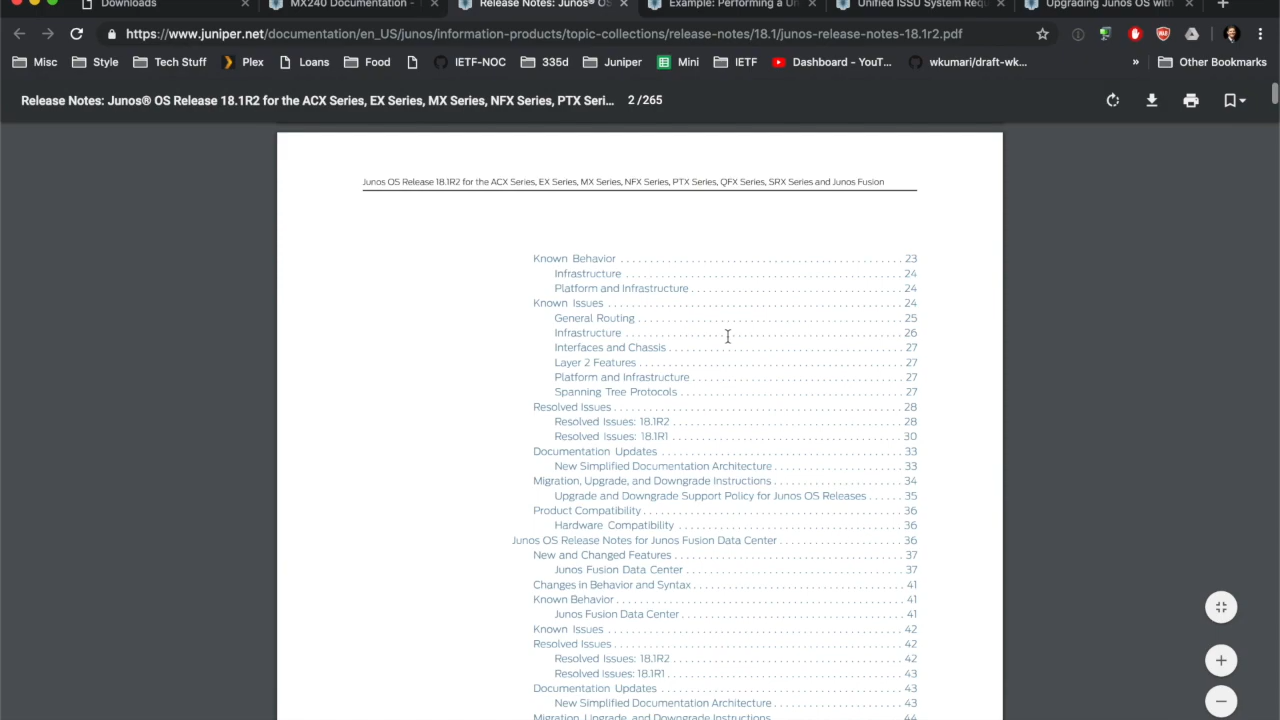 Downloads
MX240 Documentation -
Release Notes: Junos® OS
Example: Performing a U
Unified ISSU System Requ
Upgrading Junos OS with
https://www.juniper.net/documentation/en_US/junos/information-products/topic-collections/release-notes/18.1/junos-release-notes-18.1r2.pdf
Misc Style Tech Stuff Plex Loans Food IETF-NOC 335d Juniper Mini IETF Dashboard - YouT... wkumari/draft-wk... » Other Bookmarks
Release Notes: Junos® OS Release 18.1R2 for the ACX Series, EX Series, MX Series, NFX Series, PTX Seri... 2 / 265
Junos OS Release 18.1R2 for the ACX Series, EX Series, MX Series, NFX Series, PTX Series, QFX Series, SRX Series and Junos Fusion
Known Behavior 23
Infrastructure 24
Platform and Infrastructure 24
Known Issues 24
General Routing 25
Infrastructure 26
Interfaces and Chassis 27
Layer 2 Features 27
Platform and Infrastructure 27
Spanning Tree Protocols 27
Resolved Issues 28
Resolved Issues: 18.1R2 28
Resolved Issues: 18.1R1 30
Documentation Updates 33
New Simplified Documentation Architecture 33
Migration, Upgrade, and Downgrade Instructions 34
Upgrade and Downgrade Support Policy for Junos OS Releases 35
Product Compatibility 36
Hardware Compatibility 36
Junos OS Release Notes for Junos Fusion Data Center 36
New and Changed Features 37
Junos Fusion Data Center 37
Changes in Behavior and Syntax 41
Known Behavior 41
Junos Fusion Data Center 41
Known Issues 42
Resolved Issues 42
Resolved Issues: 18.1R2 42
Resolved Issues: 18.1R1 43
Documentation Updates 43
New Simplified Documentation Architecture 43
Migration, Upgrade, and Downgrade Instructions 44